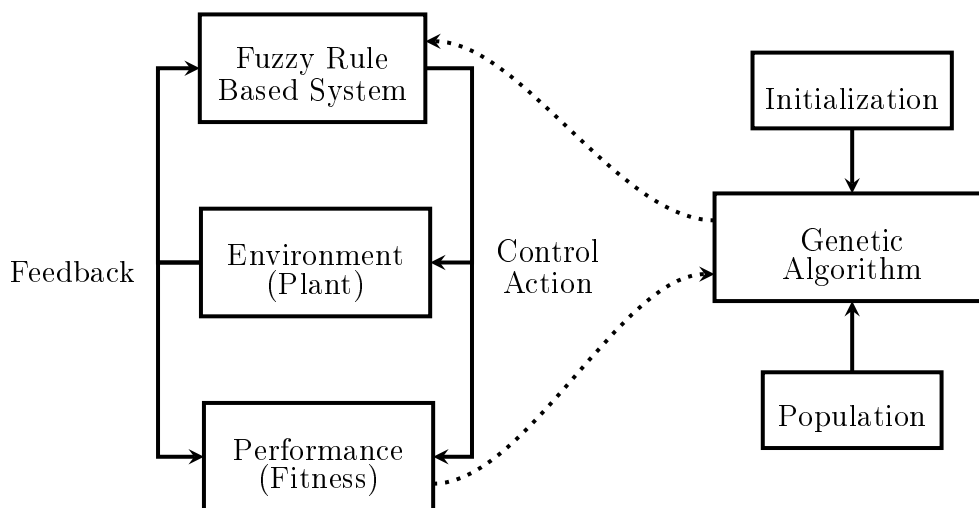 Fuzzy Rule
Based System
Initialization
Environment
(Plant)
Feedback
Control
Action
Genetic
Algorithm
Performance
(Fitness)
Population